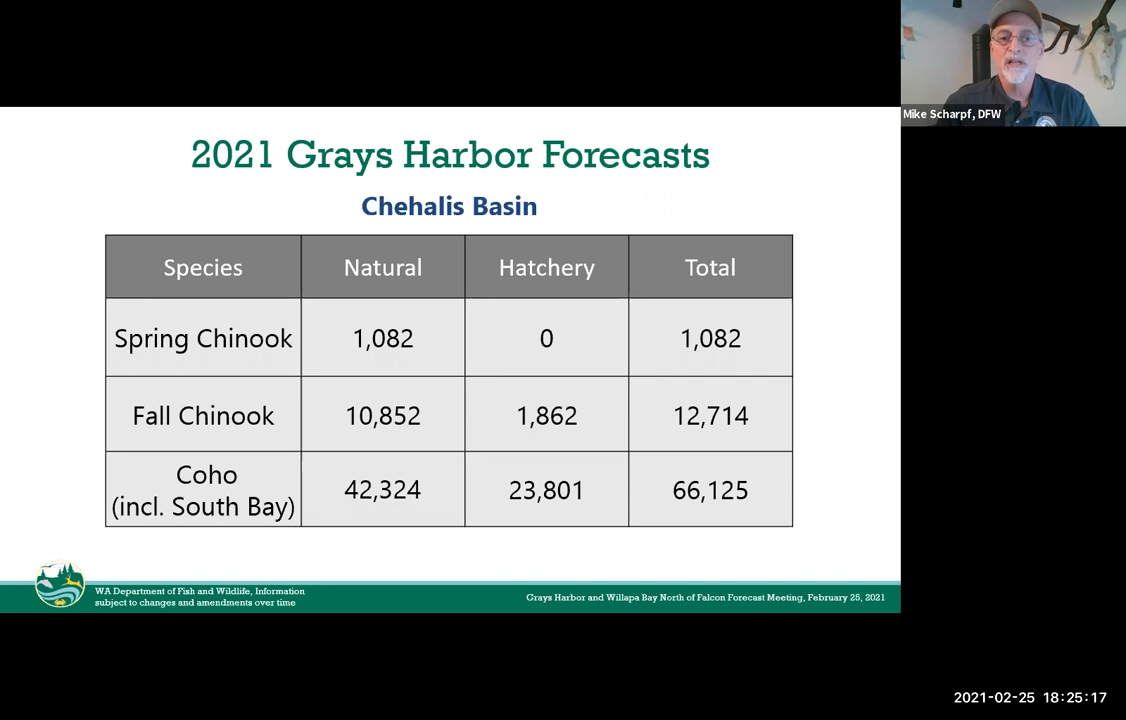 Mike Scharpf, DFW
2021 Grays Harbor Forecasts
Chehalis Basin
Species Natural Hatchery Total
Spring Chinook 1,082 0 1,082
Fall Chinook 10,852 1,862 12,714
Coho
(incl. South Bay) 42,324 23,801 66,125
WA Department of Fish and Wildlife, Information
subject to changes and amendments over time
Grays Harbor and Willapa Bay North of Falcon Forecast Meeting, February 25, 2021
2021-02-25 18:25:17